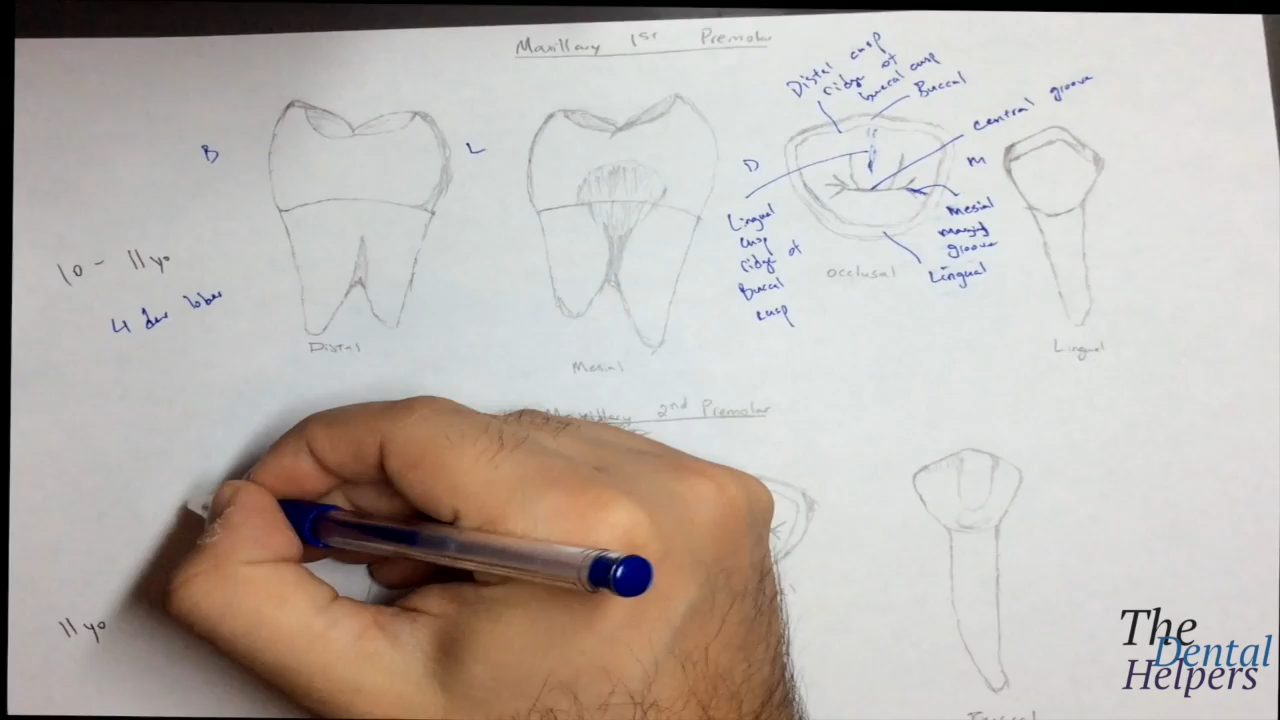 Maxillary 1st Premolar
Distal cusp
ridge of
buccal cusp
Buccal
central groove
B
L
D
M
Lingual
cusp
ridge of
Buccal
cusp
Mesial
groove
Lingual
occlusal
10 - 11 yo
4 dev lobes
Distal
Mesial
Lingual
Maxillary 2nd Premolar
11 yo
The
Dental
Helpers